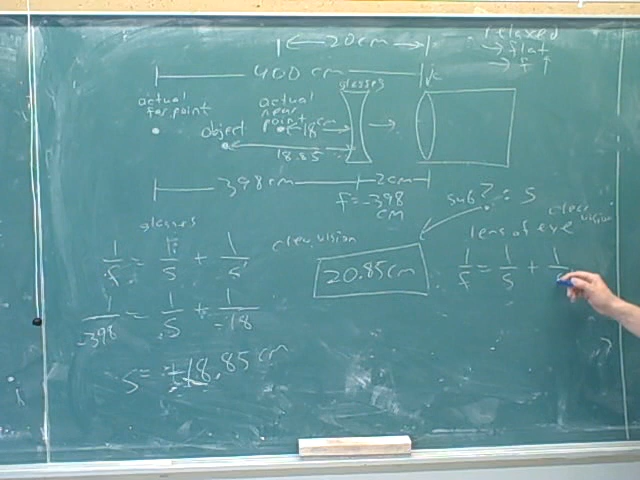 relaxed
→ flat
→ f ↑
20cm
400 cm
glasses
actual
far point
actual
near
point
18cm
object
18.85
398cm
2cm
f = -398
cm
sub? : S
clear
vision
lens of eye
glasses
clear vision
20.85cm
1/f = 1/S + 1/S'
1/f = 1/S + 1/
1/-398 = 1/S + 1/-18
S = +18.85 cm